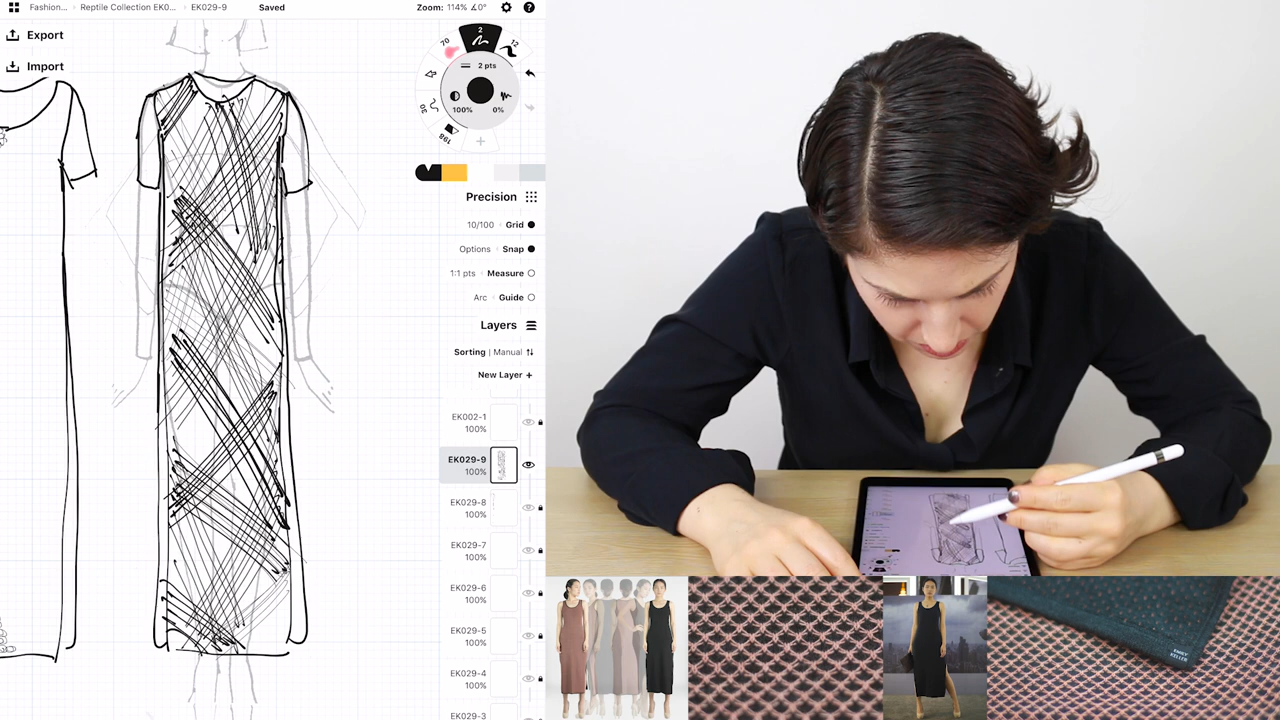 Fashion... ‹ Reptile Collection EK0... ‹ EK029-9 Saved Zoom: 114% ∡0°
Export
Import
70
2
12
2 pts
100%
0%
30
198
Precision
10/100 ‹ Grid
Options ‹ Snap
1:1 pts ‹ Measure
Arc ‹ Guide
Layers
Sorting | Manual
New Layer +
EK002-1
100%
EK029-9
100%
EK029-8
100%
EK029-7
100%
EK029-6
100%
EK029-5
100%
EK029-4
100%
EK029-3
EMILY
KELLER